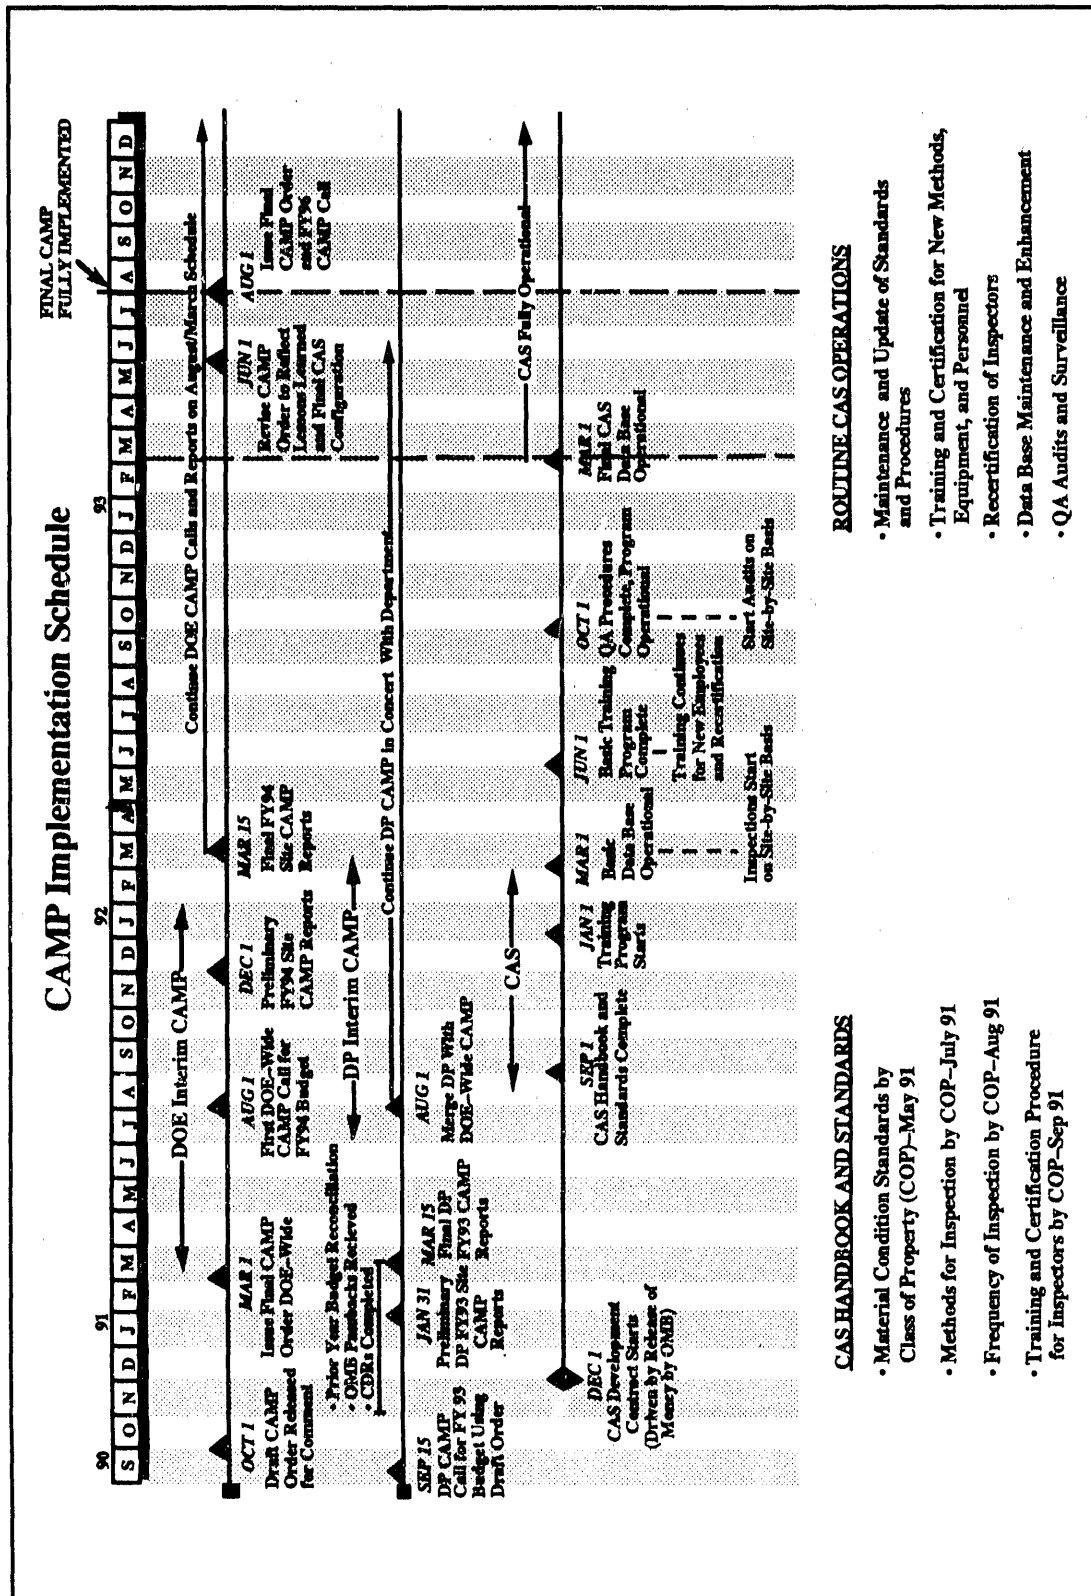 CAMP Implementation Schedule
FINAL CAMP
FULLY IMPLEMENTED
90
91
92
93
S O N D J F M A M J J A S O N D J F M A M J J A S O N D J F M A M J J A S O N D
DOE Interim CAMP
Continue DOE CAMP Calls and Reports on August/March Schedule
OCT 1
Draft CAMP
Order Released
for Comment
MAR 1
Issue Final CAMP
Order DOE-Wide
AUG 1
First DOE-Wide
CAMP Call for
FY94 Budget
DEC 1
Preliminary
FY94 Site
CAMP Reports
MAR 15
Final FY94
Site CAMP
Reports
JUN 1
Revise CAMP
Order to Reflect
Lessons Learned
and Final CAS
Configuration
AUG 1
Issue Final
CAMP Order
and FY96
CAMP Call
• Prior Year Budget Reconciliation
• OMB Passbacks Recieved
• CDRs Completed
DP Interim CAMP
Continue DP CAMP in Concert With Department
SEP 15
DP CAMP
Call for FY 93
Budget Using
Draft Order
JAN 31
Preliminary
DP FY93 Site
CAMP
Reports
MAR 15
Final DP
FY93 CAMP
Reports
AUG 1
Merge DP With
DOE-Wide CAMP
CAS
CAS Fully Operational
DEC 1
CAS Development
Contract Starts
(Driven by Release of
Money by OMB)
SEP 1
CAS Handbook and
Standards Complete
JAN 1
Training
Program
Starts
MAR 1
Basic
Data Base
Operational
Inspections Start
on Site-by-Site Basis
JUN 1
Basic Training
Program
Complete
Training Continues
for New Employees
and Recertification
OCT 1
QA Procedures
Complete, Program
Operational
Start Audits on
Site-by-Site Basis
MAR 1
Final CAS
Data Base
Operational
CAS HANDBOOK AND STANDARDS
• Material Condition Standards by
Class of Property (COP)–May 91
• Methods for Inspection by COP–July 91
• Frequency of Inspection by COP–Aug 91
• Training and Certification Procedure
for Inspectors by COP–Sep 91
ROUTINE CAS OPERATIONS
• Maintenance and Update of Standards
and Procedures
• Training and Certification for New Methods,
Equipment, and Personnel
• Recertification of Inspectors
• Data Base Maintenance and Enhancement
• QA Audits and Surveillance